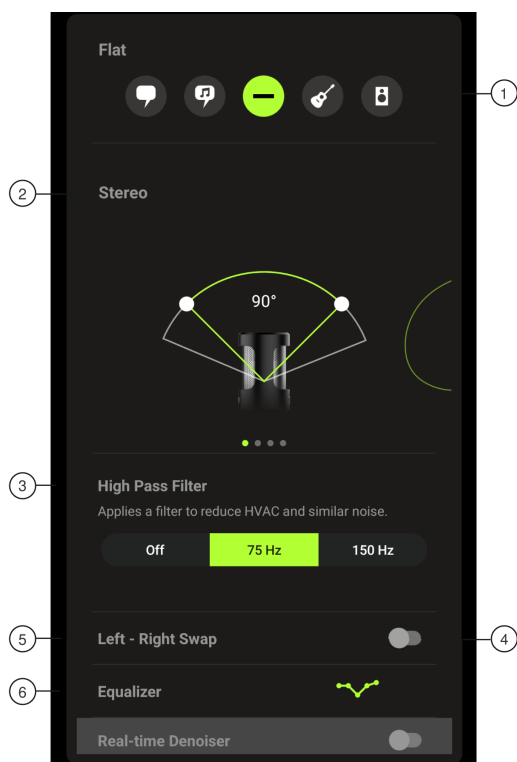 Flat
1
2
Stereo
90°
3
High Pass Filter
Applies a filter to reduce HVAC and similar noise.
Off 75 Hz 150 Hz
5 Left - Right Swap 4
6 Equalizer
Real-time Denoiser